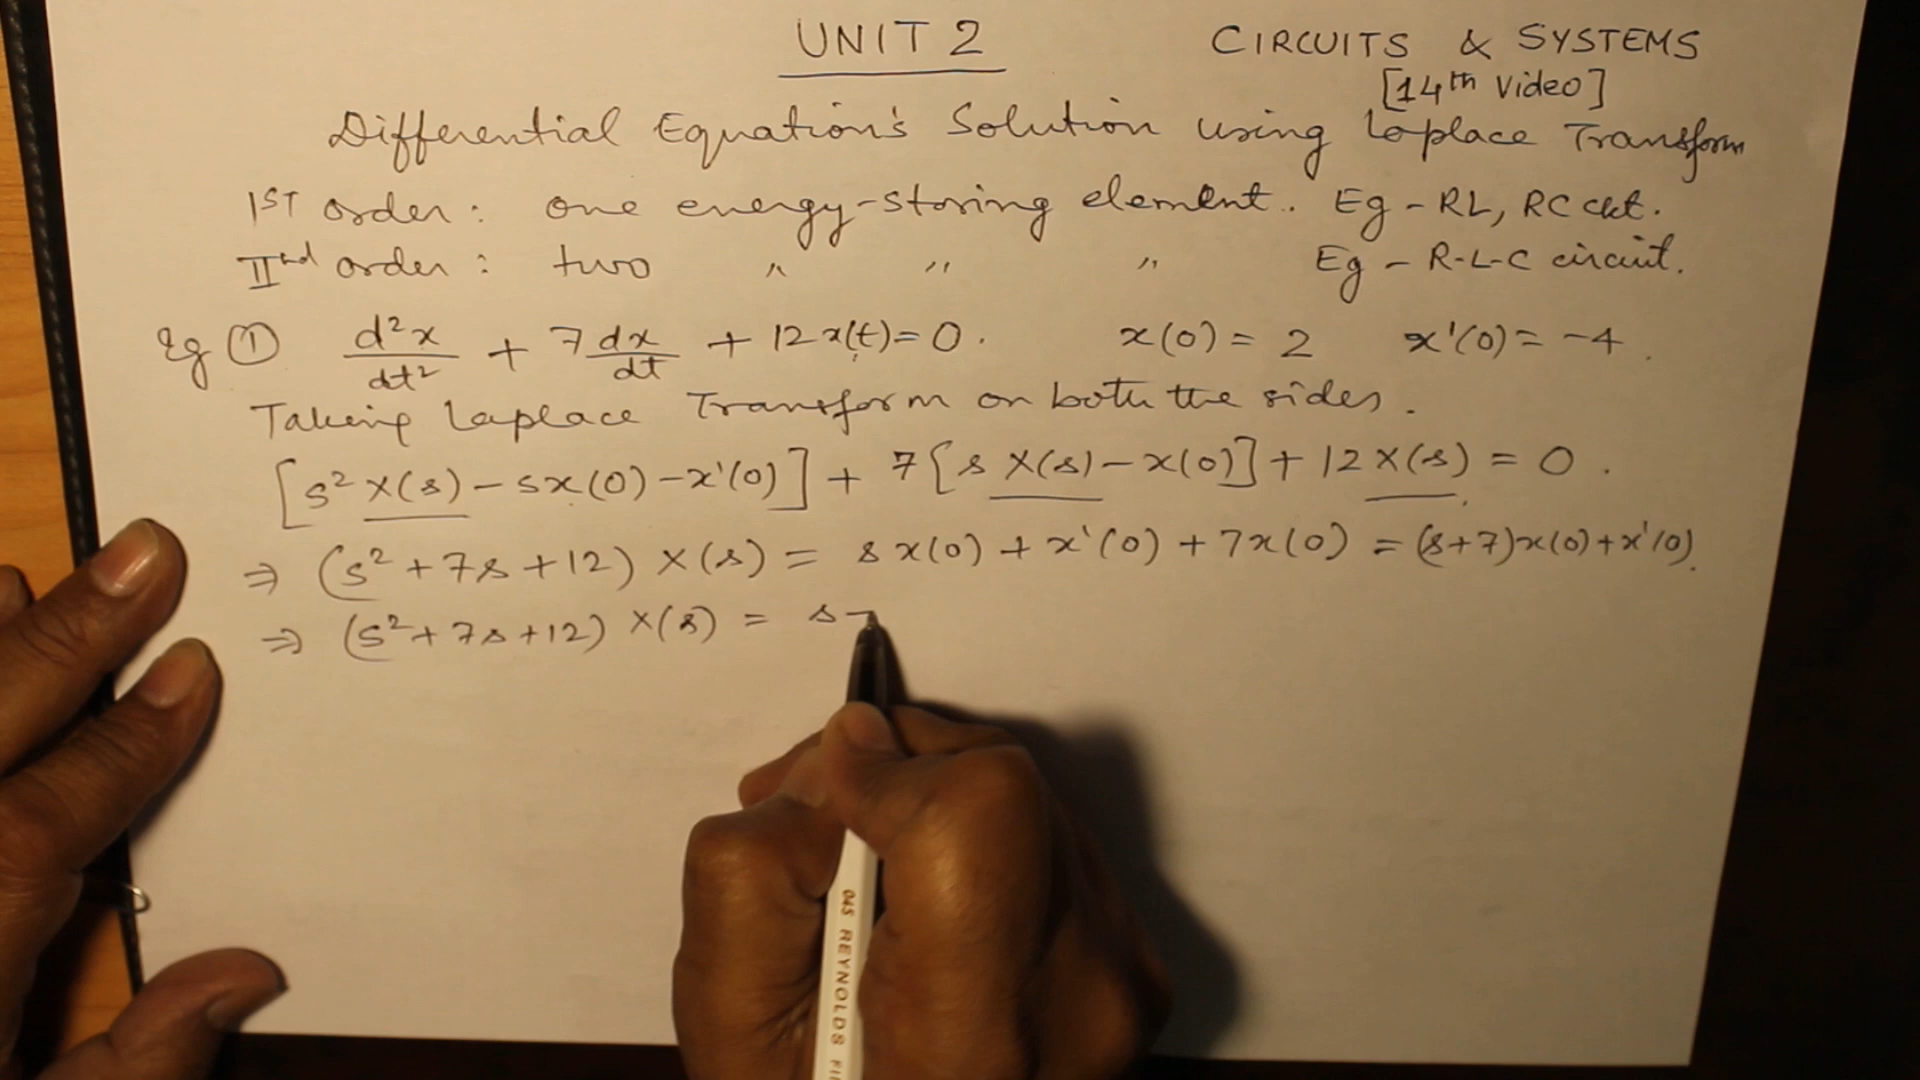 UNIT 2
CIRCUITS & SYSTEMS
[14th Video]
Differential Equation's Solution using Laplace Transform
IST order: one energy-storing element. Eg - RL, RC ckt.
IInd order: two " " " Eg - R-L-C circuit.
Eg ① d²x/dt² + 7 dx/dt + 12 x(t) = 0. x(0) = 2 x'(0) = -4.
Taking Laplace Transform on both the sides.
[s² X(s) - sx(0) - x'(0)] + 7[s X(s) - x(0)] + 12 X(s) = 0.
⇒ (s² + 7s + 12) X(s) = s x(0) + x'(0) + 7x(0) = (s+7)x(0) + x'(0).
⇒ (s² + 7s + 12) X(s) = s
045 REYNOLDS